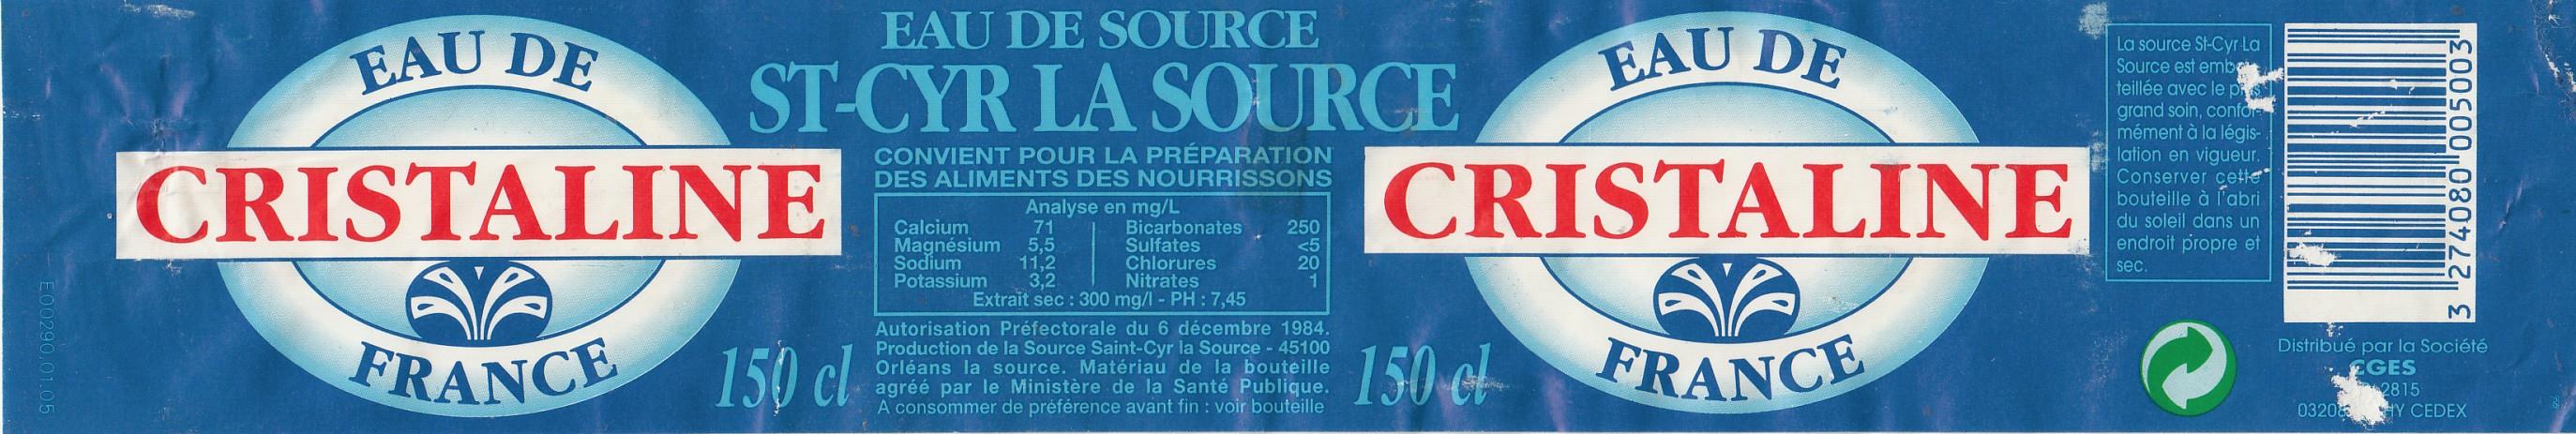 E00290.01.05
EAU DE
CRISTALINE
FRANCE
150 cl
EAU DE SOURCE
ST-CYR LA SOURCE
CONVIENT POUR LA PRÉPARATION
DES ALIMENTS DES NOURRISSONS
Analyse en mg/L
Calcium 71 Bicarbonates 250
Magnésium 5,5 Sulfates <5
Sodium 11,2 Chlorures 20
Potassium 3,2 Nitrates 1
Extrait sec : 300 mg/l - PH : 7,45
Autorisation Préfectorale du 6 décembre 1984.
Production de la Source Saint-Cyr la Source - 45100
Orléans la source. Matériau de la bouteille
agréé par le Ministère de la Santé Publique.
A consommer de préférence avant fin : voir bouteille
150 cl
EAU DE
CRISTALINE
FRANCE
La source St-Cyr La
Source est embou-
teillée avec le plus
grand soin, confor-
mément à la légis-
lation en vigueur.
Conserver cette
bouteille à l'abri
du soleil dans un
endroit propre et
sec.
3 274080 005003
Distribué par la Société
2815
CEDEX